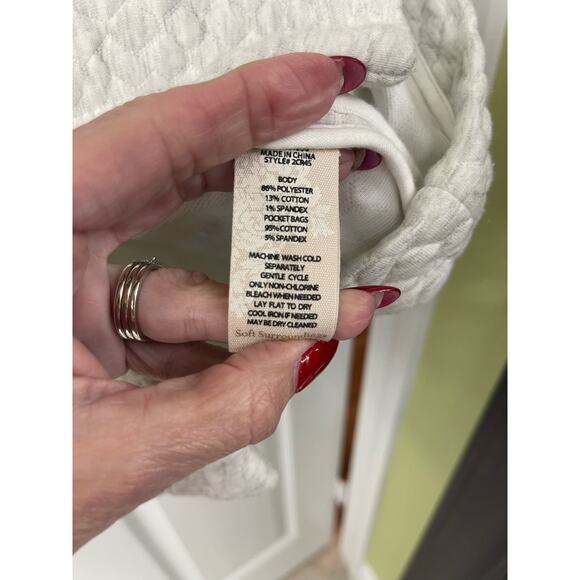 MADE IN CHINA
STYLE# 2CR45
BODY
86% POLYESTER
13% COTTON
1% SPANDEX
POCKET BAGS
95% COTTON
5% SPANDEX
MACHINE WASH COLD
SEPARATELY
GENTLE CYCLE
ONLY NON-CHLORINE
BLEACH WHEN NEEDED
LAY FLAT TO DRY
COOL IRON IF NEEDED
MAY BE DRY CLEANED
Soft Surroundings